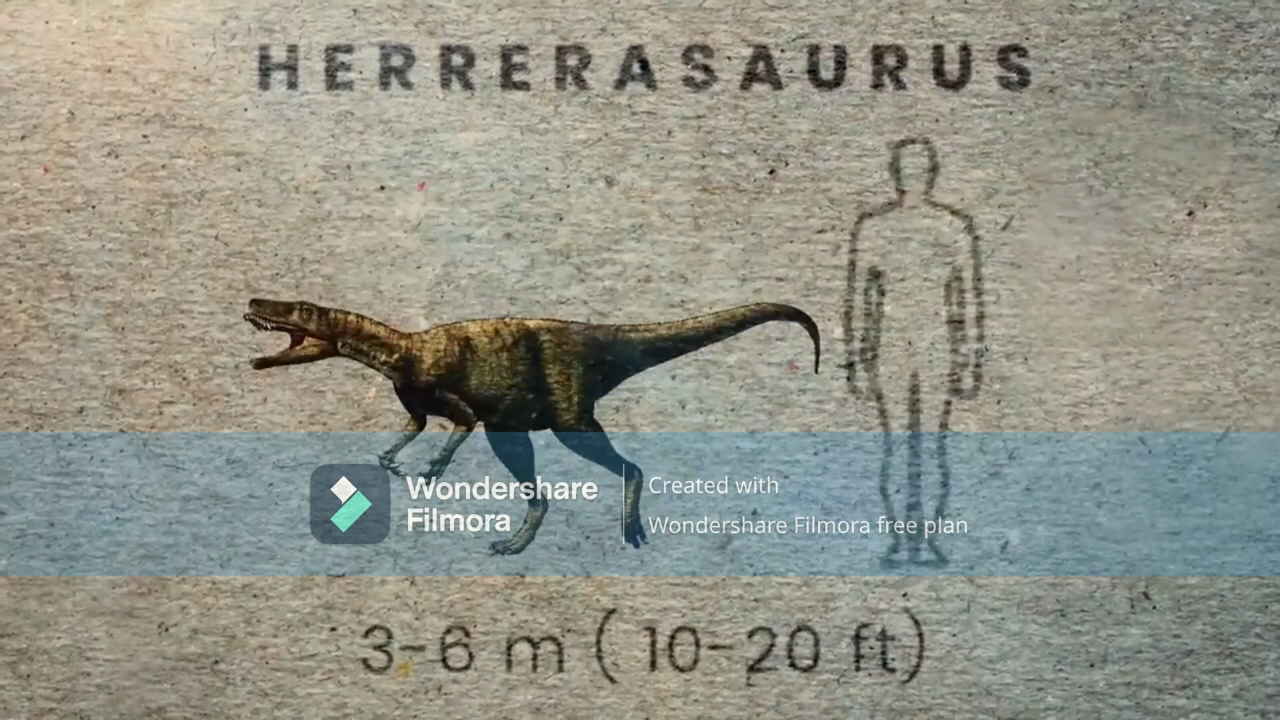 HERRERASAURUS
Wondershare
Filmora
Created with
Wondershare Filmora free plan
3-6 m (10-20 ft)